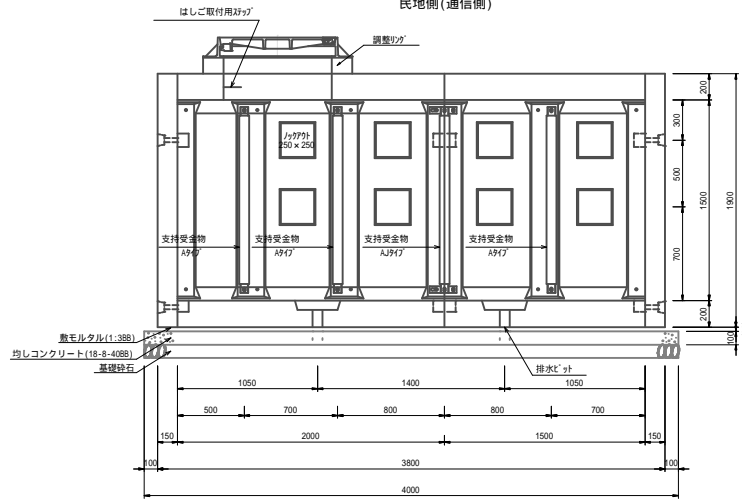 民地側(通信側)
はしご取付用ｽﾃｯﾌﾟ
調整ﾘﾝｸﾞ
200
ﾉｯｸｱｳﾄ
250×250
300
500
1500
1900
支持受金物
Aﾀｲﾌﾟ
支持受金物
Aﾀｲﾌﾟ
支持受金物
AJﾀｲﾌﾟ
支持受金物
Aﾀｲﾌﾟ
700
200
敷モルタル(1:3BB)
100
均しコンクリート(18-8-40BB)
基礎砕石
排水ﾋﾟｯﾄ
1050 1400 1050
500 700 800 800 700
150 2000 1500 150
100 3800 100
4000